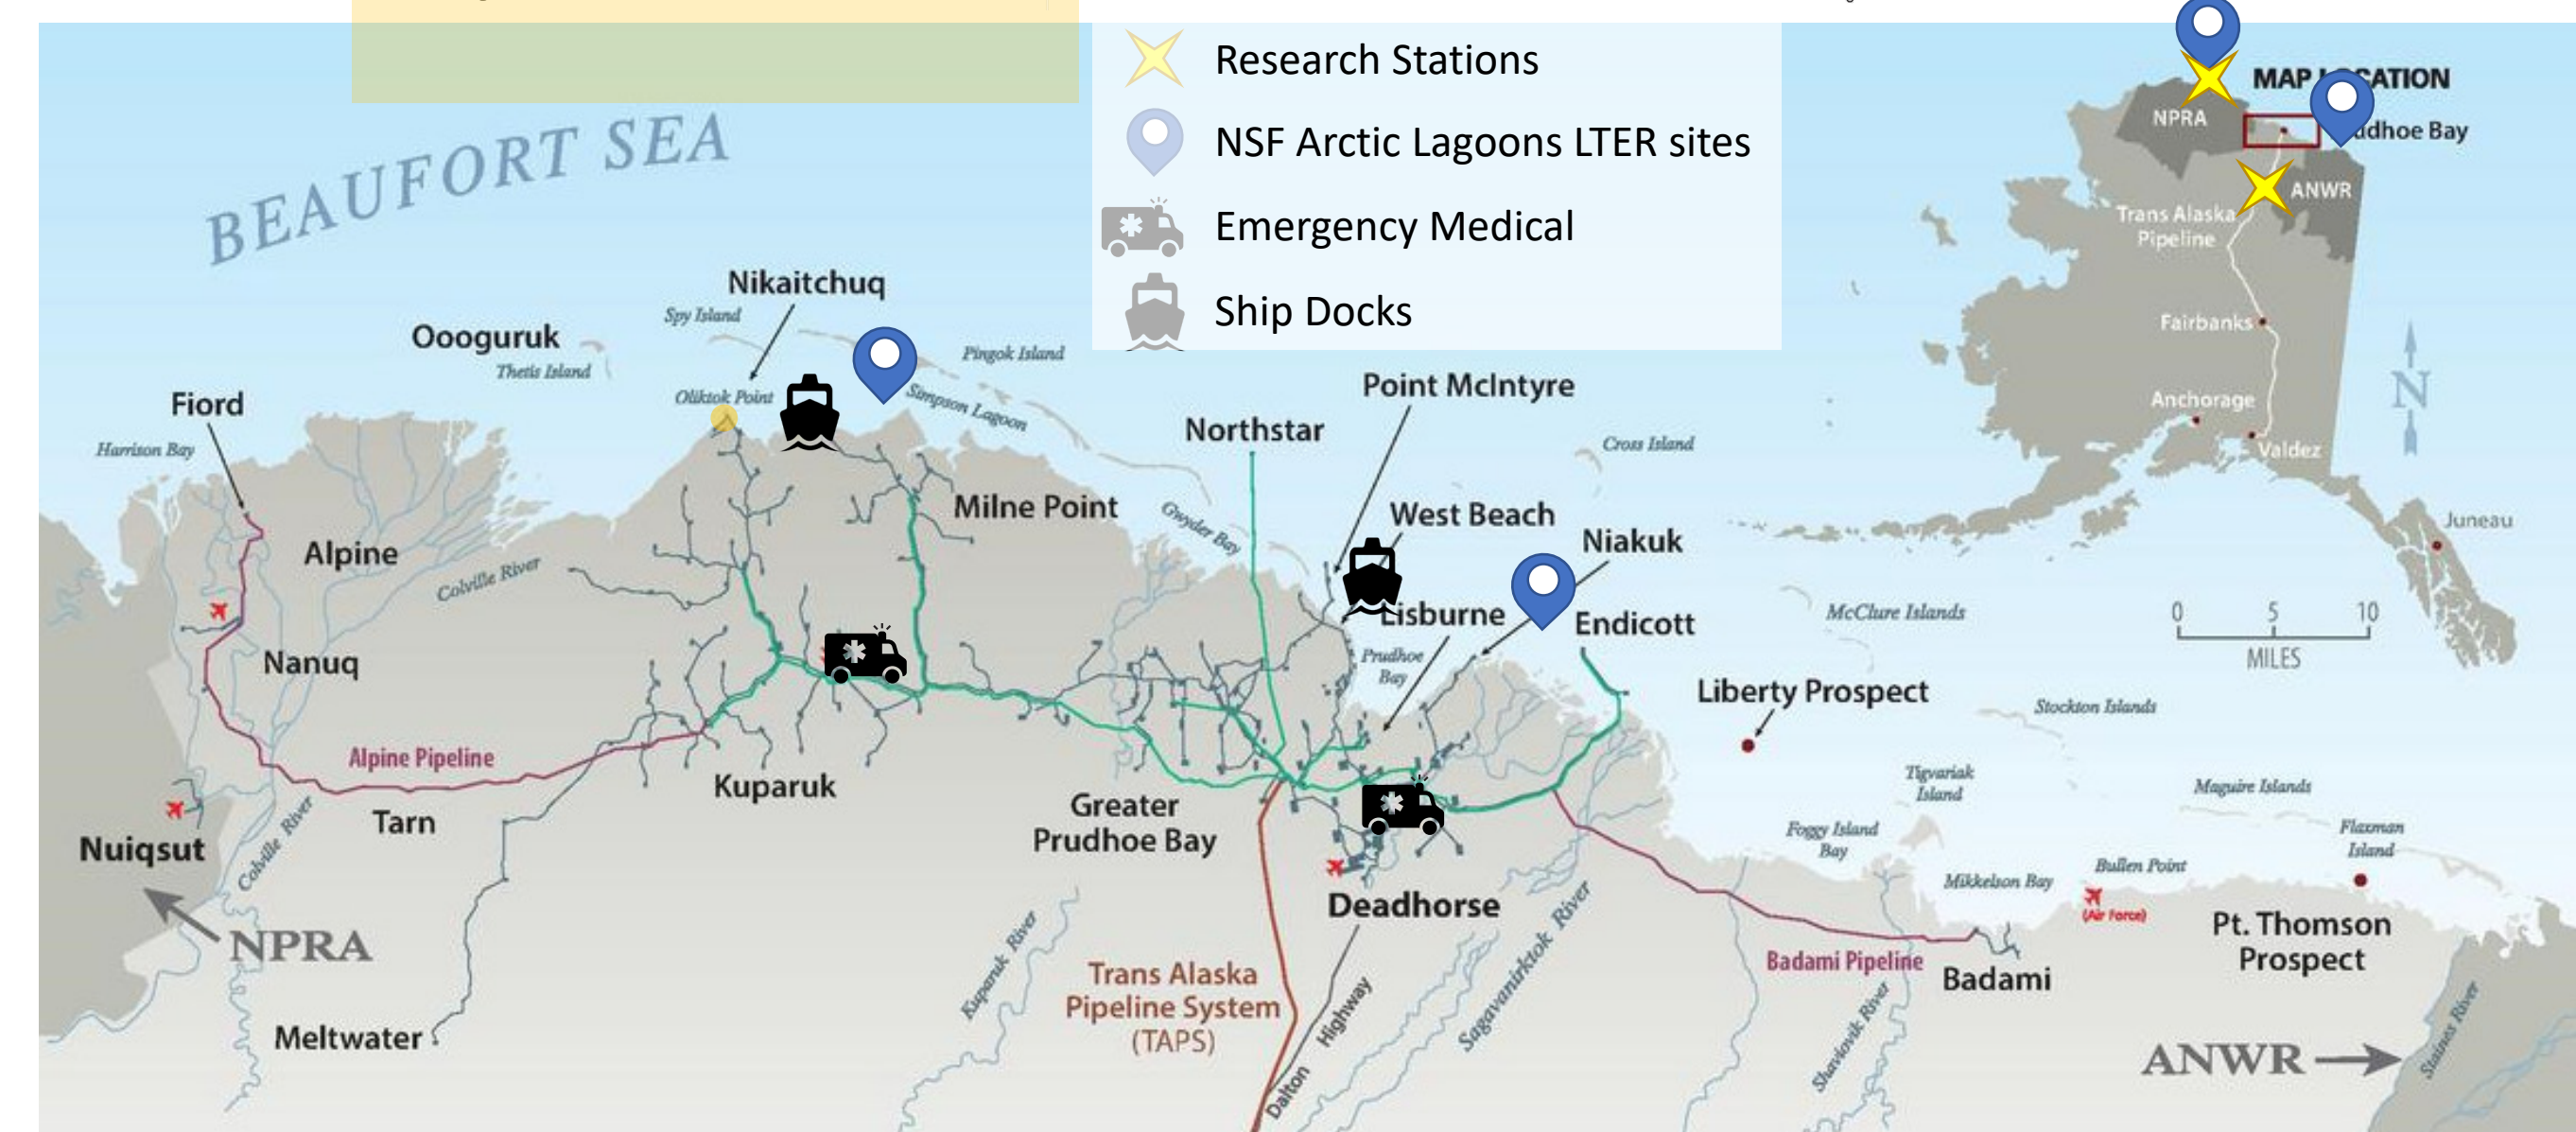 Research Stations
NSF Arctic Lagoons LTER sites
Emergency Medical
Ship Docks
BEAUFORT SEA
Nikaitchuq
Spy Island
Oooguruk
Thetis Island
Pingok Island
Simpson Lagoon
Oliktok Point
Fiord
Harrison Bay
Point McIntyre
Northstar
Cross Island
Milne Point
Gwyder Bay
West Beach
Niakuk
Alpine
Colville River
Lisburne
Endicott
McClure Islands
Nanuq
Prudhoe
Bay
Liberty Prospect
Stockton Islands
Alpine Pipeline
Kuparuk
Tarn
Greater
Prudhoe Bay
Tigvariak
Island
Maguire Islands
Foggy Island
Bay
Flaxman
Island
Nuiqsut
Colville River
Bullen Point
Mikkelson Bay
(Air Force)
Deadhorse
NPRA
Kuparuk River
Sagavanirktok River
Pt. Thomson
Prospect
Trans Alaska
Pipeline System
(TAPS)
Badami Pipeline
Badami
Meltwater
Dalton Highway
Shaviovik River
ANWR
Staines River
MAP
NPRA
ANWR
Trans Alaska
Pipeline
Fairbanks
Anchorage
Valdez
Juneau
N
0 5 10
MILES